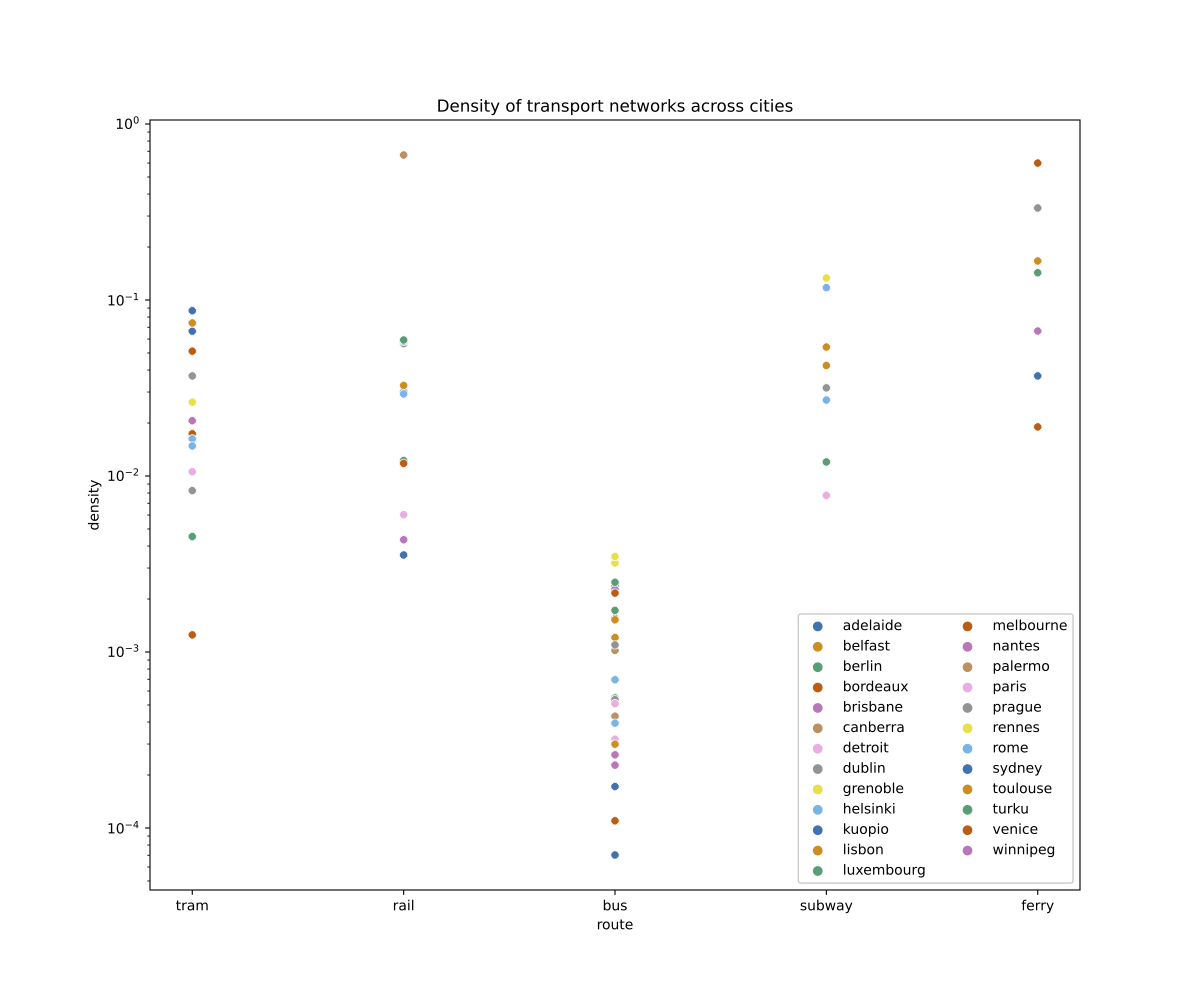 Density of transport networks across cities
density
10⁰
10⁻¹
10⁻²
10⁻³
10⁻⁴
tram
rail
bus
subway
ferry
route
adelaide
belfast
berlin
bordeaux
brisbane
canberra
detroit
dublin
grenoble
helsinki
kuopio
lisbon
luxembourg
melbourne
nantes
palermo
paris
prague
rennes
rome
sydney
toulouse
turku
venice
winnipeg